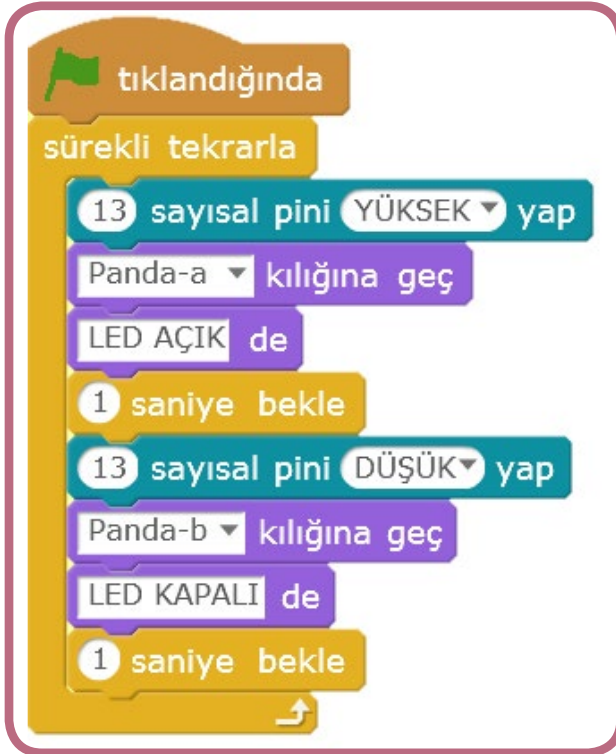 tıklandığında
sürekli tekrarla
13 sayısal pini YÜKSEK yap
Panda-a kılığına geç
LED AÇIK de
1 saniye bekle
13 sayısal pini DÜŞÜK yap
Panda-b kılığına geç
LED KAPALI de
1 saniye bekle